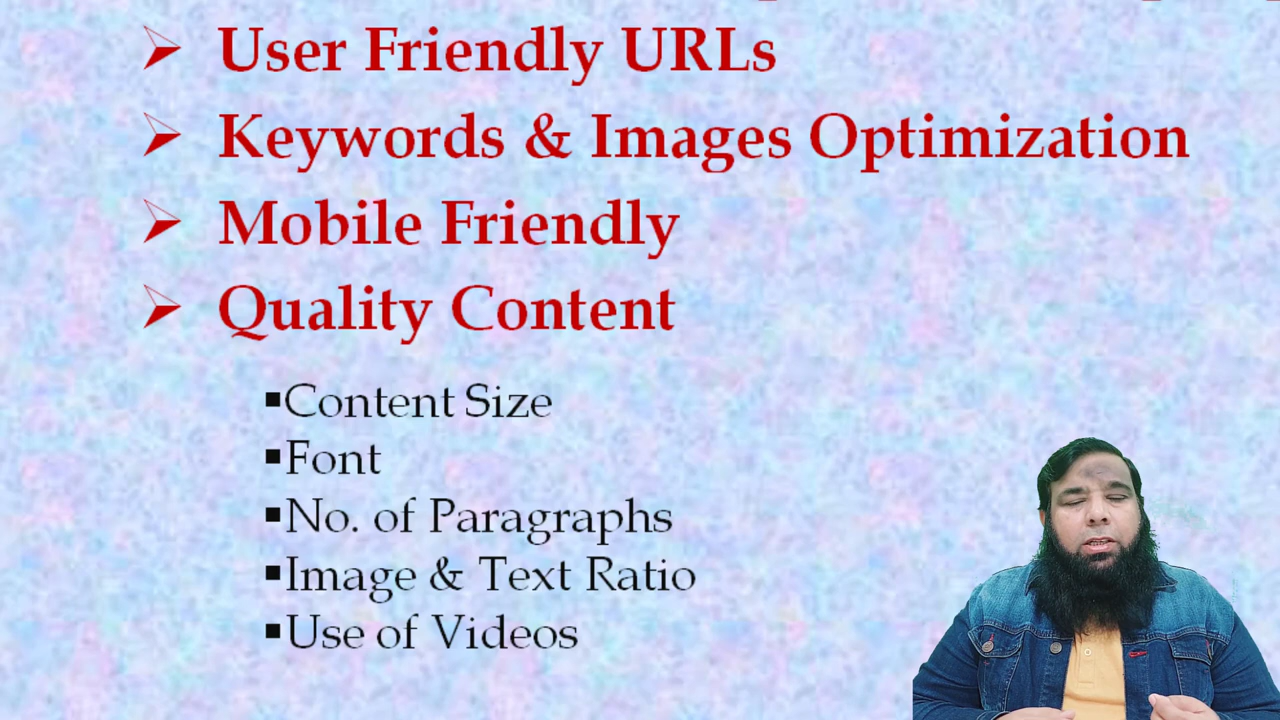 User Friendly URLs
Keywords & Images Optimization
Mobile Friendly
Quality Content
Content Size
Font
No. of Paragraphs
Image & Text Ratio
Use of Videos